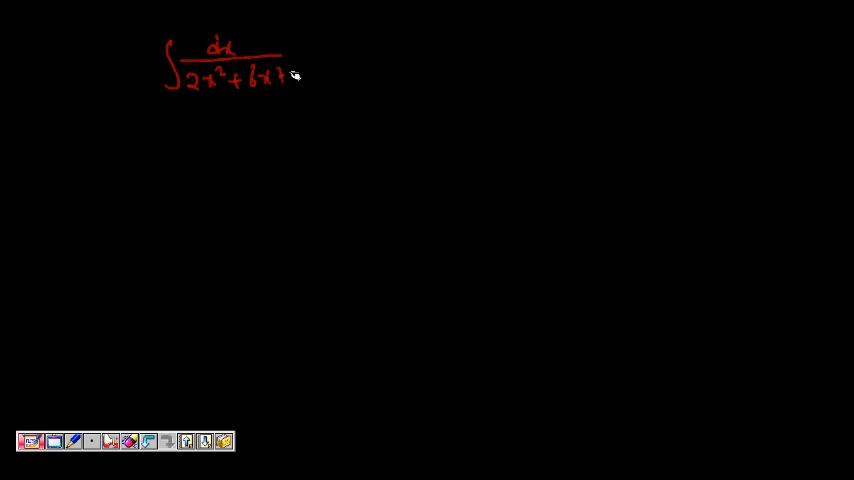 ∫ dx / 2x² + 6x +